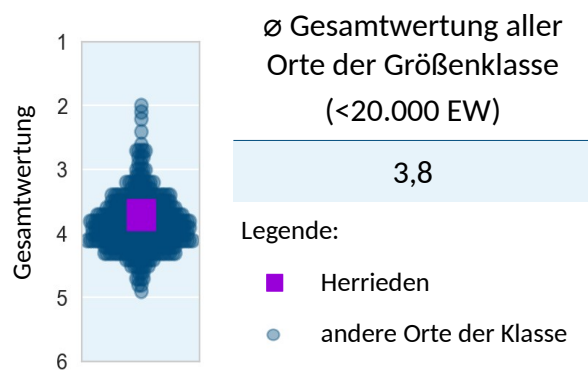 Gesamtwertung
1
2
3
4
5
6
⌀ Gesamtwertung aller
Orte der Größenklasse
(<20.000 EW)
3,8
Legende:
Herrieden
andere Orte der Klasse